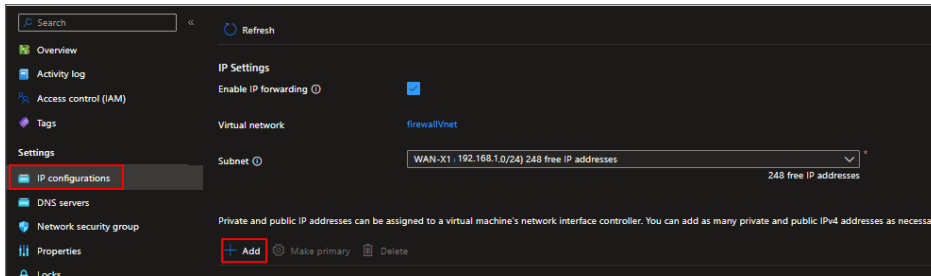 Search
Overview
Activity log
Access control (IAM)
Tags
Settings
IP configurations
DNS servers
Network security group
Properties
Locks
Refresh
IP Settings
Enable IP forwarding
Virtual network
firewallVnet
Subnet
WAN-X1 192.168.1.0/24) 248 free IP addresses
*
248 free IP addresses
Private and public IP addresses can be assigned to a virtual machine's network interface controller. You can add as many private and public IPv4 addresses as
Add
Make primary
Delete